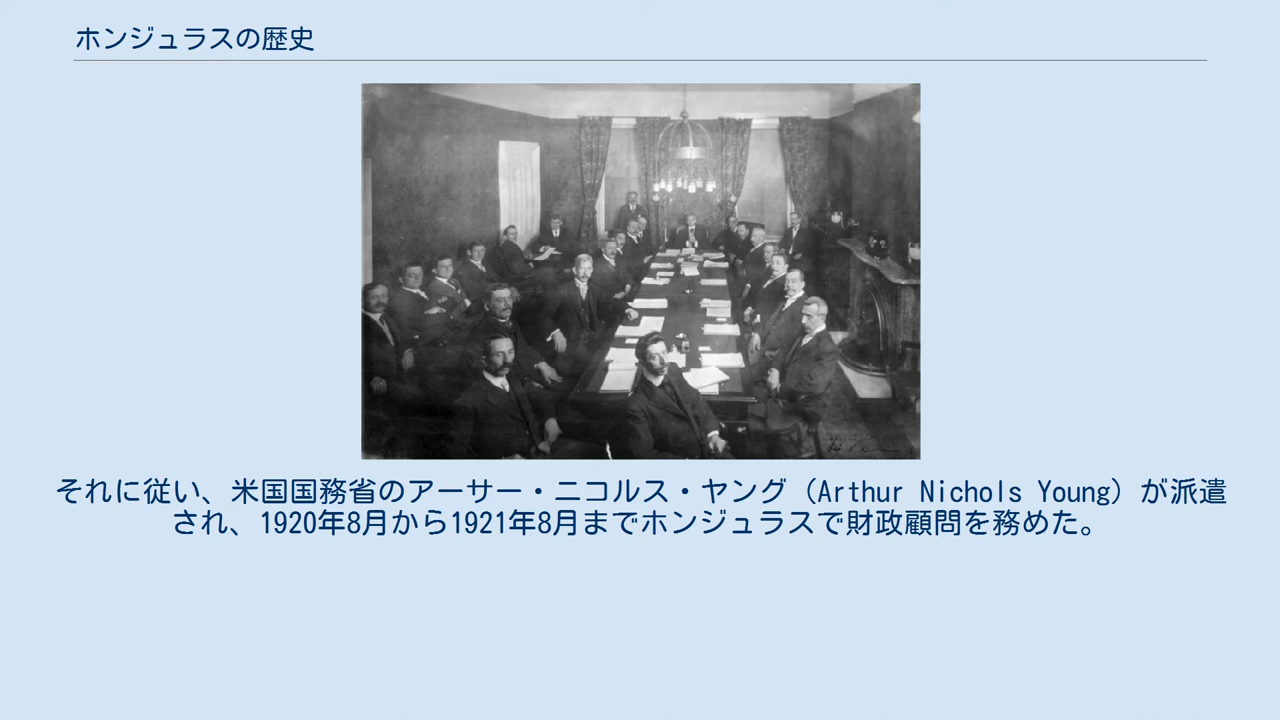 ホンジュラスの歴史
それに従い、米国国務省のアーサー・ニコルス・ヤング（Arthur Nichols Young）が派遣
され、1920年8月から1921年8月までホンジュラスで財政顧問を務めた。